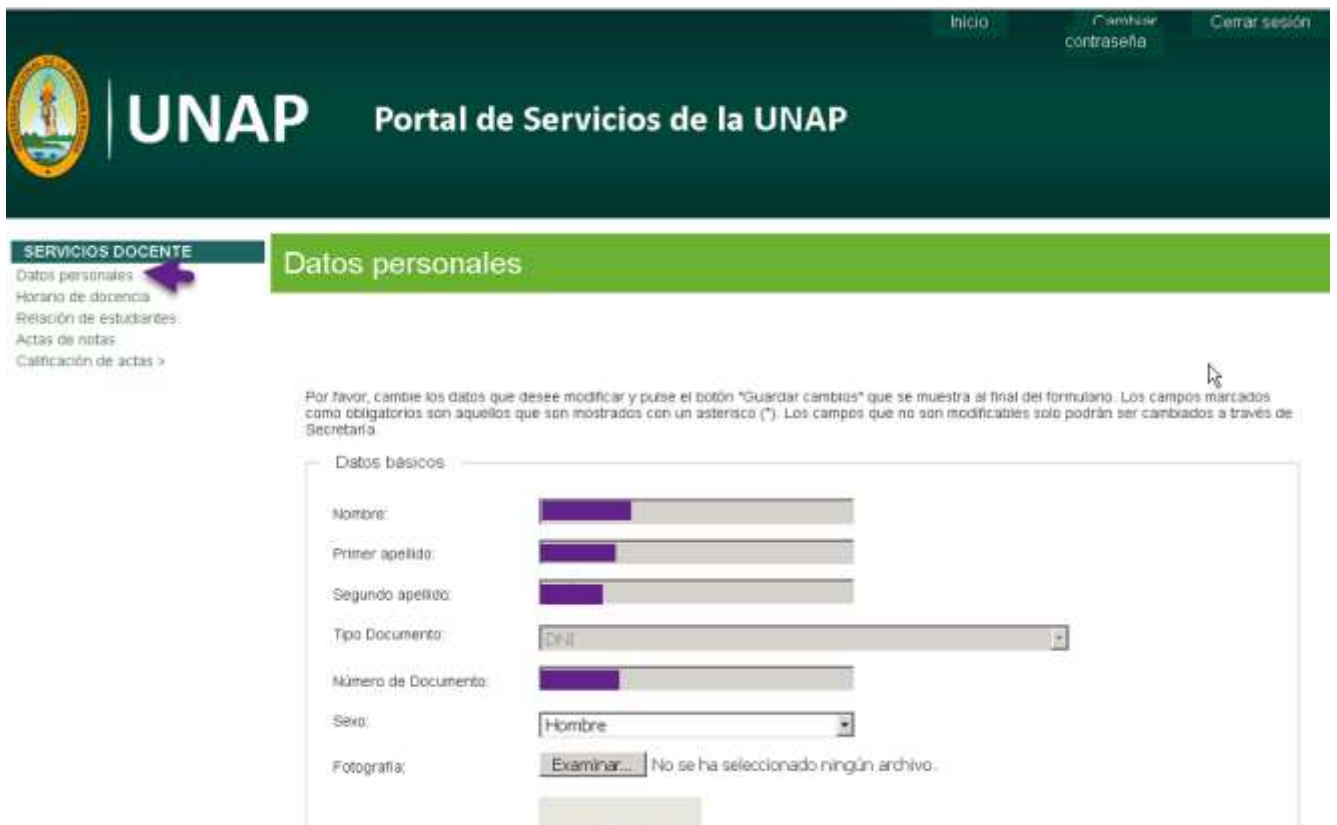 Inicio
Cambiar contraseña
Cerrar sesión
UNAP
Portal de Servicios de la UNAP
SERVICIOS DOCENTE
Datos personales
Horario de docencia
Relación de estudiantes
Actas de notas
Calificación de actas >
Datos personales
Por favor, cambie los datos que desee modificar y pulse el botón "Guardar cambios" que se muestra al final del formulario. Los campos marcados
como obligatorios son aquellos que son mostrados con un asterisco (*). Los campos que no son modificables solo podrán ser cambiados a través de
Secretaría.
Datos básicos
Nombre:
Primer apellido:
Segundo apellido:
Tipo Documento:
DNI
Número de Documento:
Sexo:
Hombre
Fotografía:
Examinar... No se ha seleccionado ningún archivo.